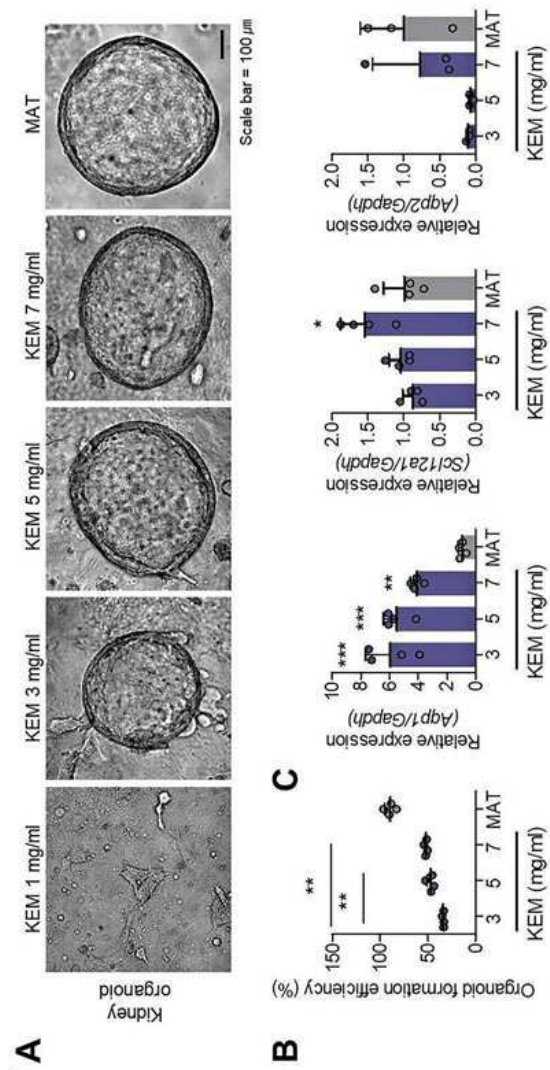 A
KEM 1 mg/ml
KEM 3 mg/ml
KEM 5 mg/ml
KEM 7 mg/ml
MAT
Kidney
organoid
Scale bar = 100 μm
B
Organoid formation efficiency (%)
150
100
50
0
**
**
3
5
7
MAT
KEM (mg/ml)
C
Relative expression
(Aqp1/Gapdh)
10
8
6
4
2
0
***
***
**
3
5
7
MAT
KEM (mg/ml)
Relative expression
(Scl12a1/Gapdh)
2.0
1.5
1.0
0.5
0.0
*
3
5
7
MAT
KEM (mg/ml)
Relative expression
(Aqp2/Gapdh)
2.0
1.5
1.0
0.5
0.0
3
5
7
MAT
KEM (mg/ml)